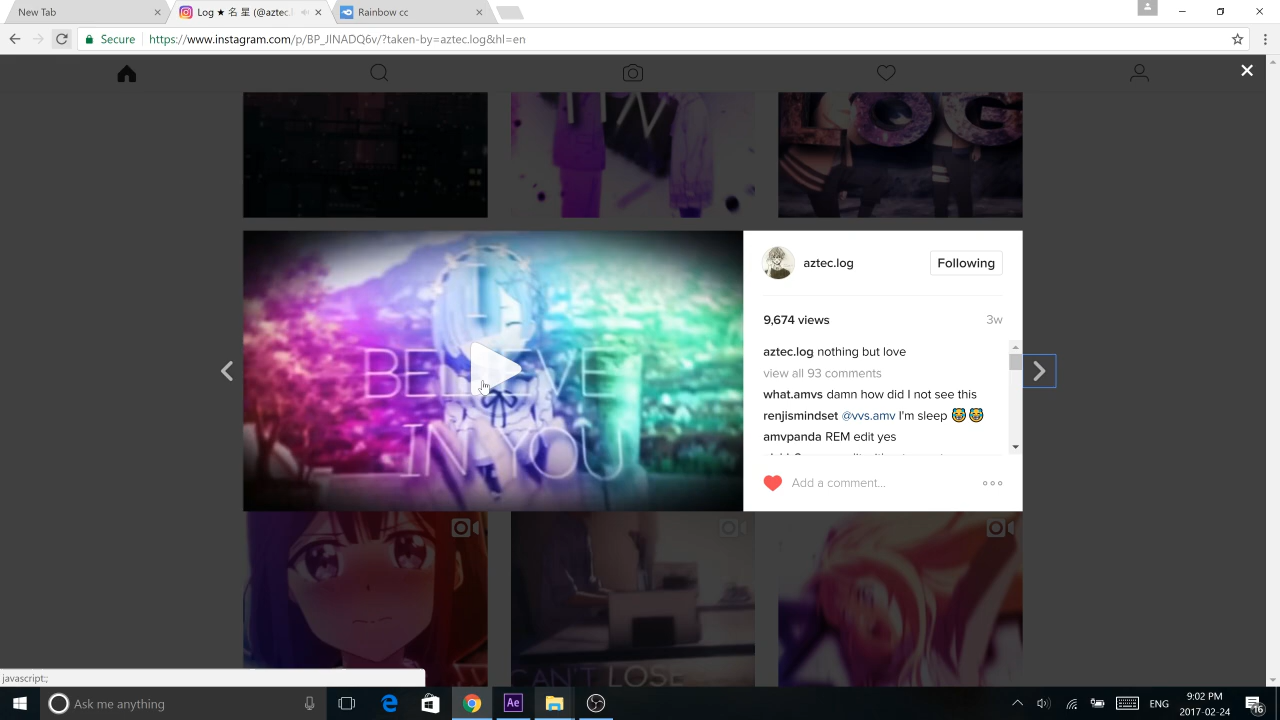 New Tab
Log ★ 名 星 (@aztec.l
Rainbow cc
Secure
https://www.instagram.com/p/BP_JINADQ6v/?taken-by=aztec.log&hl=en
LOG
BELIEVE
IN YOU
aztec.log
Following
9,674 views
3w
aztec.log nothing but love
view all 93 comments
what.amvs damn how did I not see this
renjismindset @vvs.amv I'm sleep 😹😹
amvpanda REM edit yes
Add a comment...
CAN'T LOSE
javascript:;
Ask me anything
Ae
ENG
9:02 PM
2017-02-24
16